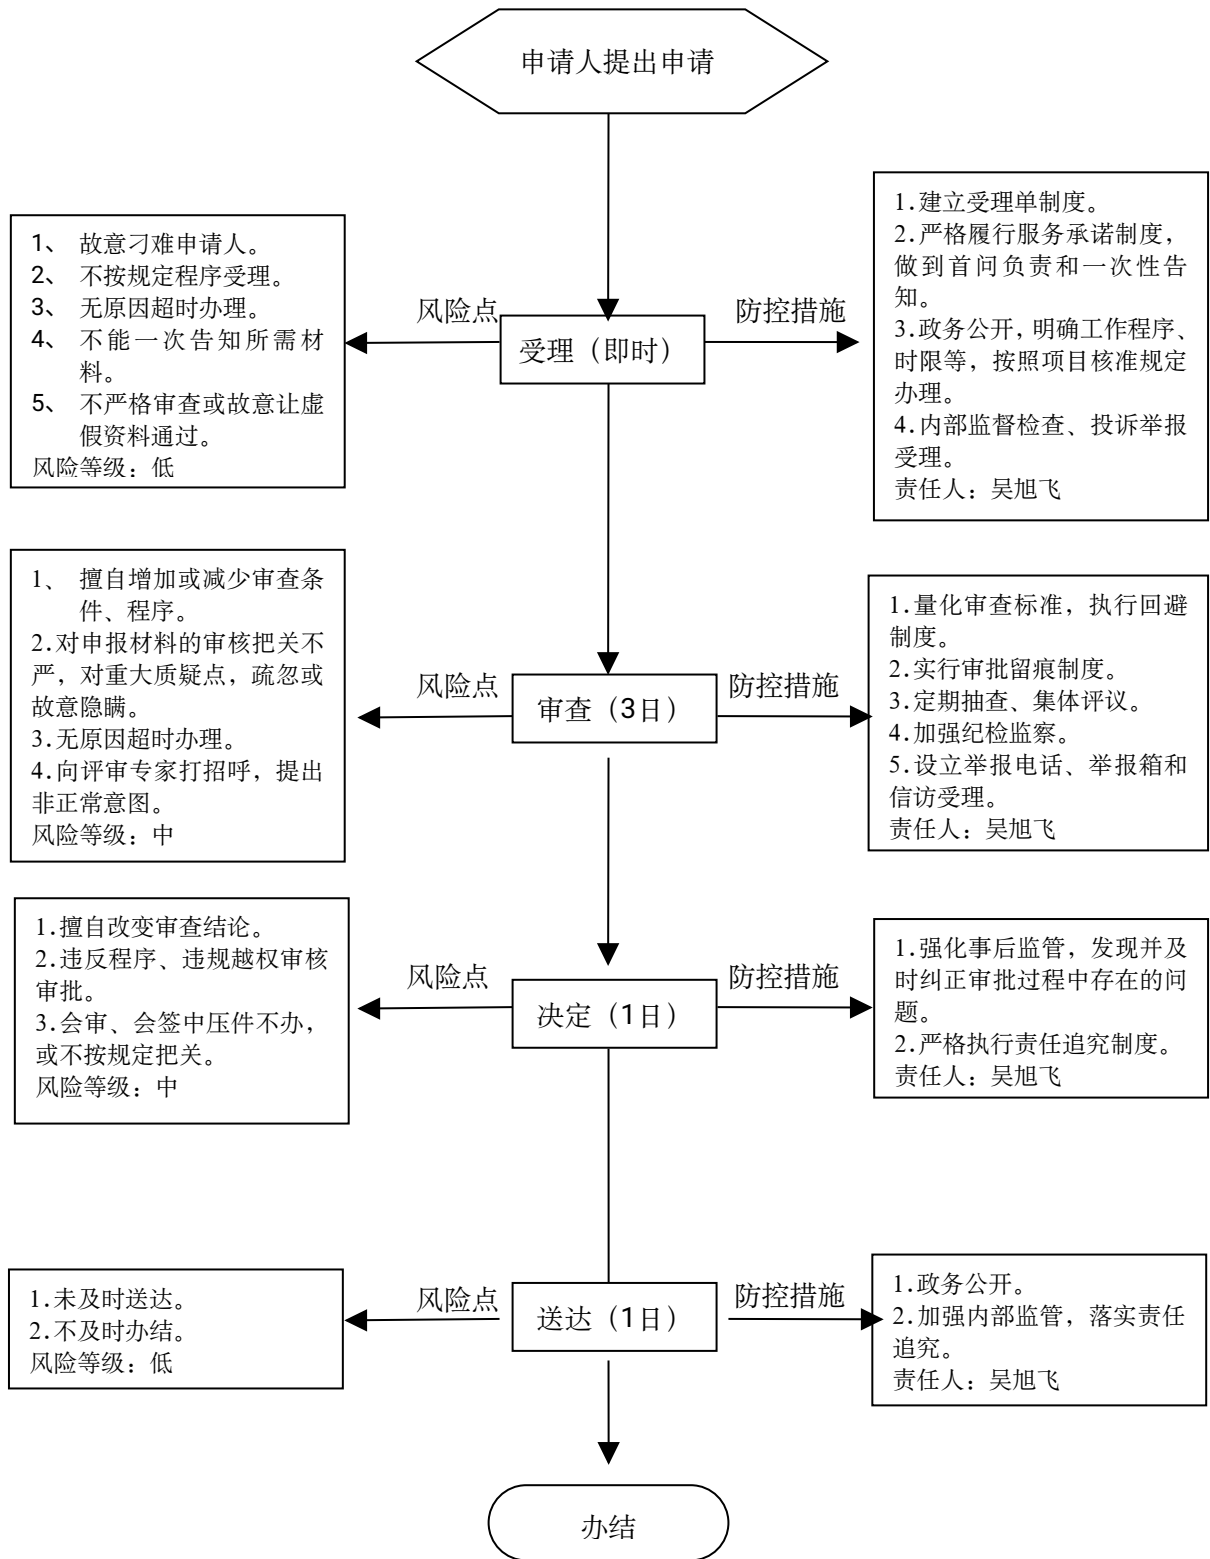 申请人提出申请
1、 故意刁难申请人。
2、 不按规定程序受理。
3、 无原因超时办理。
4、 不能一次告知所需材
料。
5、 不严格审查或故意让虚
假资料通过。
风险等级：低
风险点
受理（即时）
防控措施
1.建立受理单制度。
2.严格履行服务承诺制度，
做到首问负责和一次性告
知。
3.政务公开，明确工作程序、
时限等，按照项目核准规定
办理。
4.内部监督检查、投诉举报
受理。
责任人：吴旭飞
1、 擅自增加或减少审查条
件、程序。
2.对申报材料的审核把关不
严，对重大质疑点，疏忽或
故意隐瞒。
3.无原因超时办理。
4.向评审专家打招呼，提出
非正常意图。
风险等级：中
风险点
审查（3日）
防控措施
1.量化审查标准，执行回避
制度。
2.实行审批留痕制度。
3.定期抽查、集体评议。
4.加强纪检监察。
5.设立举报电话、举报箱和
信访受理。
责任人：吴旭飞
1.擅自改变审查结论。
2.违反程序、违规越权审核
审批。
3.会审、会签中压件不办，
或不按规定把关。
风险等级：中
风险点
决定（1日）
防控措施
1.强化事后监管，发现并及
时纠正审批过程中存在的问
题。
2.严格执行责任追究制度。
责任人：吴旭飞
1.未及时送达。
2.不及时办结。
风险等级：低
风险点
送达（1日）
防控措施
1.政务公开。
2.加强内部监管，落实责任
追究。
责任人：吴旭飞
办结